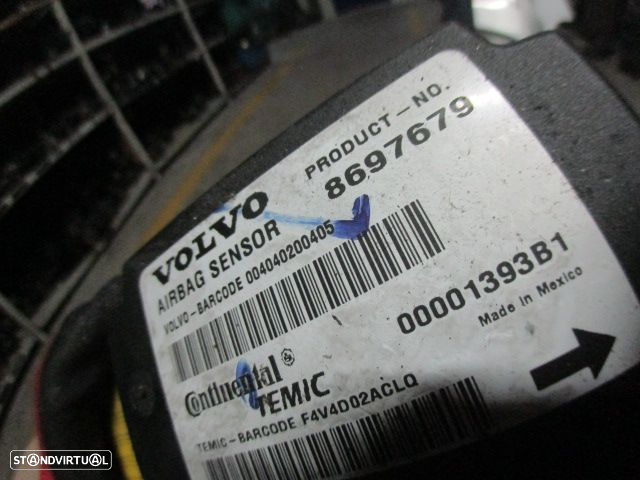 VOLVO
PRODUCT-NO.
AIRBAG SENSOR
8697679
VOLVO-BARCODE 004040200405
00001393B1
Made in Mexico
Continental
TEMIC
TEMIC-BARCODE F4V4D02ACLQ
STANDVIRTUAL